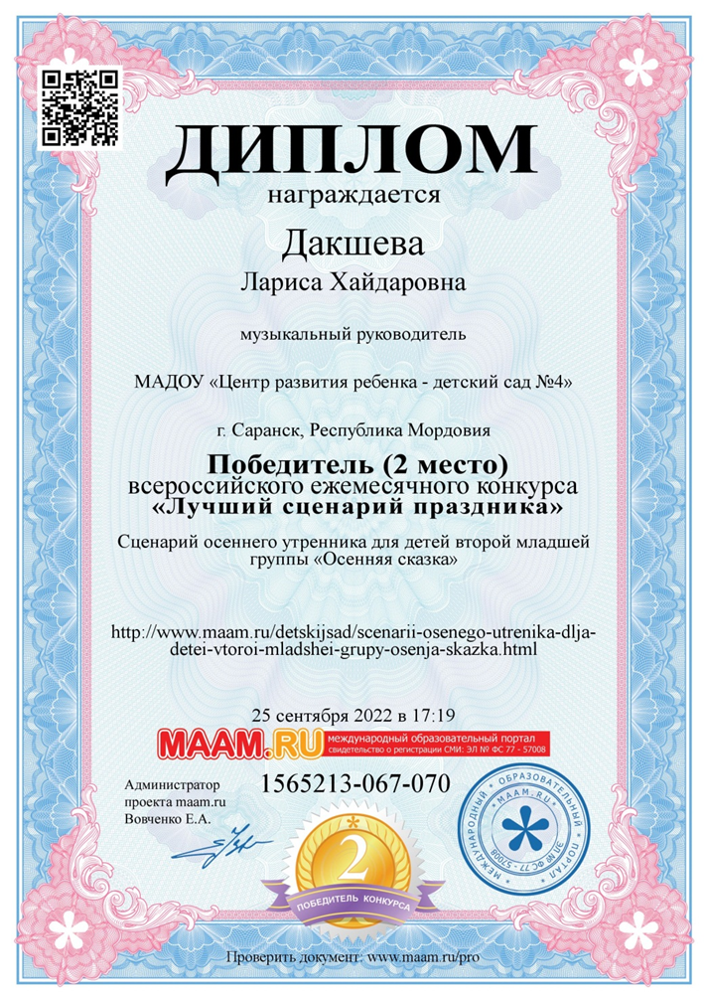 ДИПЛОМ
награждается
Дакшева
Лариса Хайдаровна
музыкальный руководитель
МАДОУ «Центр развития ребенка - детский сад №4»
г. Саранск, Республика Мордовия
Победитель (2 место)
всероссийского ежемесячного конкурса
«Лучший сценарий праздника»
Сценарий осеннего утренника для детей второй младшей
группы «Осенняя сказка»
http://www.maam.ru/detskijsad/scenarii-osenego-utrenika-dlja-
detei-vtoroi-mladshei-grupy-osenja-skazka.html
25 сентября 2022 в 17:19
MAAM.RU
международный образовательный портал
свидетельство о регистрации СМИ: ЭЛ № ФС 77 - 57008
1565213-067-070
Администратор
проекта maam.ru
Вовченко Е.А.
* МЕЖДУНАРОДНЫЙ * ОБРАЗОВАТЕЛЬНЫЙ * ПОРТАЛ
* MAAM.RU *
ЭЛ № ФС 77 - 57008
2
ПОБЕДИТЕЛЬ КОНКУРСА
Проверить документ: www.maam.ru/pro